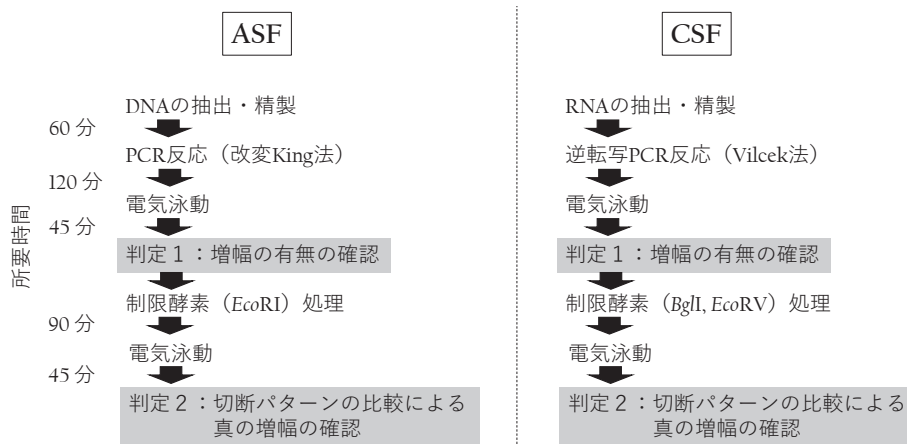 ASF
CSF
所要時間
60 分
120 分
45 分
90 分
45 分
DNAの抽出・精製
PCR反応（改変King法）
電気泳動
判定１：増幅の有無の確認
制限酵素（EcoRI）処理
電気泳動
判定２：切断パターンの比較による
真の増幅の確認
RNAの抽出・精製
逆転写PCR反応（Vilcek法）
電気泳動
判定１：増幅の有無の確認
制限酵素（BglI, EcoRV）処理
電気泳動
判定２：切断パターンの比較による
真の増幅の確認